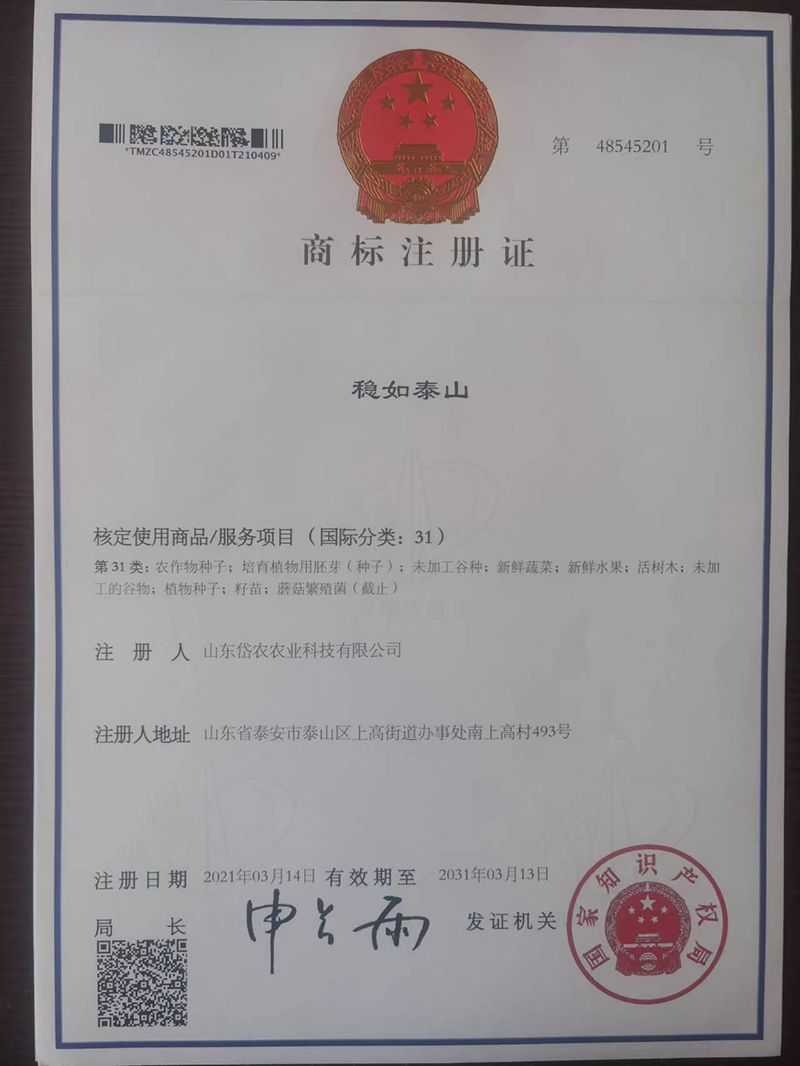 *TMZC48545201D01T210409*
第 48545201 号
商标注册证
稳如泰山
核定使用商品/服务项目（国际分类：31）
第 31 类：农作物种子；培育植物用胚芽（种子）；未加工谷种；新鲜蔬菜；新鲜水果；活树木；未加
工的谷物；植物种子；籽苗；蘑菇繁殖菌（截止）
注册人 山东岱农农业科技有限公司
注册人地址 山东省泰安市泰山区上高街道办事处南上高村493号
注册日期 2021年03月14日 有效期至 2031年03月13日
局长 申长雨 发证机关
国家知识产权局